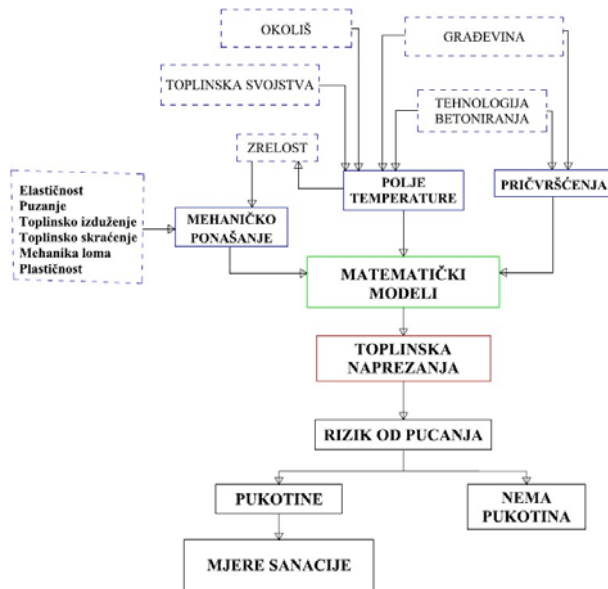 OKOLIŠ
GRAĐEVINA
TOPLINSKA SVOJSTVA
TEHNOLOGIJA
BETONIRANJA
ZRELOST
POLJE
TEMPERATURE
PRIČVRŠĆENJA
Elastičnost
Puzanje
Toplinsko izduženje
Toplinsko skraćenje
Mehanika loma
Plastičnost
MEHANIČKO
PONAŠANJE
MATEMATIČKI
MODELI
TOPLINSKA
NAPREZANJA
RIZIK OD PUCANJA
PUKOTINE
NEMA
PUKOTINA
MJERE SANACIJE